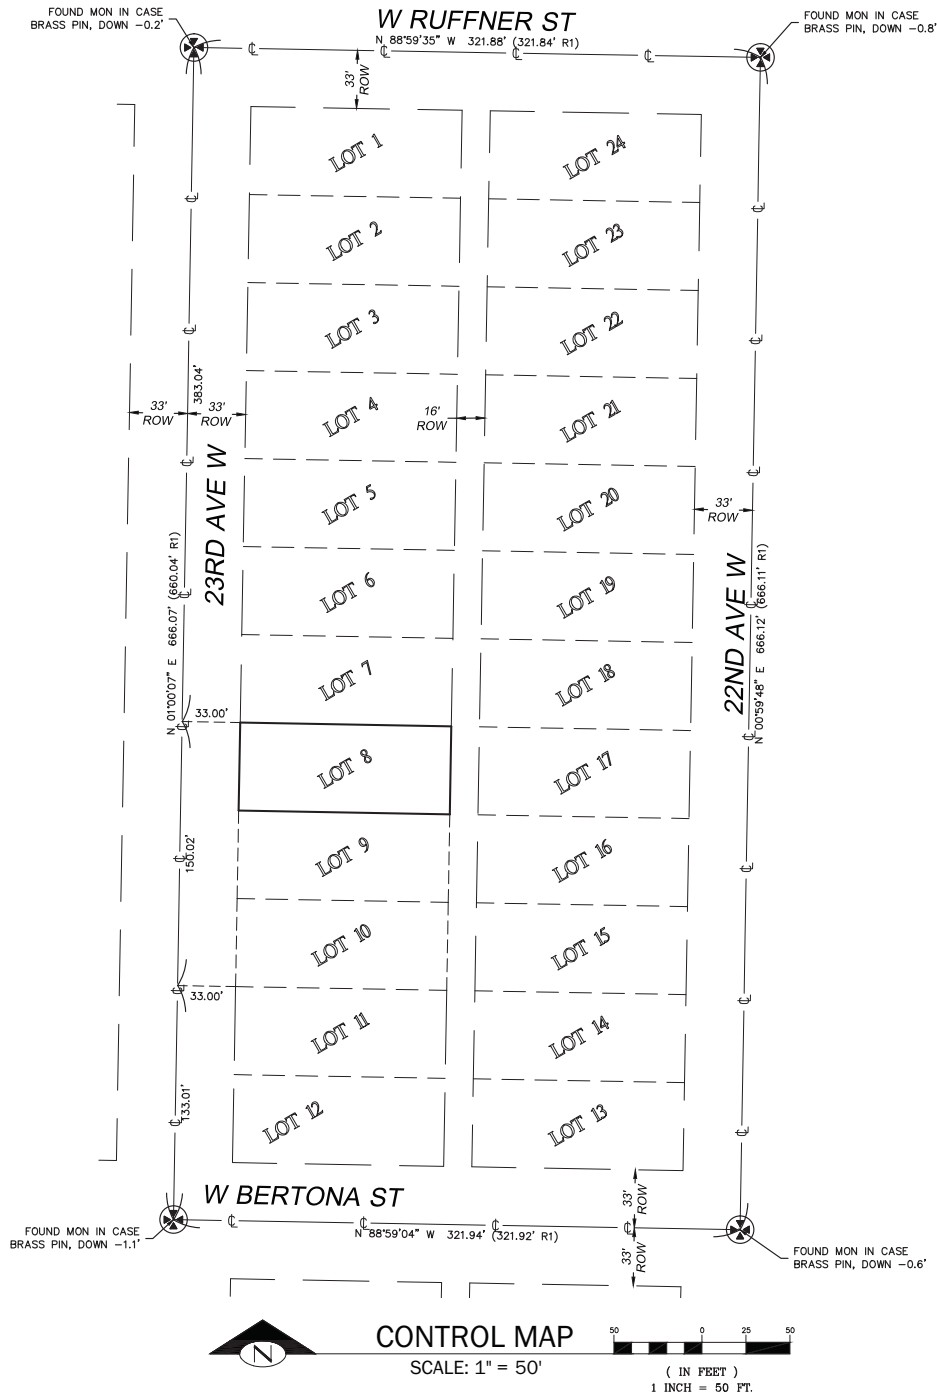 FOUND MON IN CASE
BRASS PIN, DOWN -0.2'
W RUFFNER ST
N 88°59'35" W 321.88' (321.84' R1)
FOUND MON IN CASE
BRASS PIN, DOWN -0.8'
33'
ROW
LOT 1
LOT 24
LOT 2
LOT 23
LOT 3
LOT 22
383.04'
33'
ROW
33'
ROW
LOT 4
16'
ROW
LOT 21
23RD AVE W
LOT 5
LOT 20
33'
ROW
N 01°00'07" E 666.07' (660.04' R1)
LOT 6
LOT 19
22ND AVE W
N 00°59'48" E 666.12' (666.11' R1)
LOT 7
LOT 18
33.00'
LOT 8
LOT 17
150.02'
LOT 9
LOT 16
LOT 10
LOT 15
33.00'
LOT 11
LOT 14
133.01'
LOT 12
LOT 13
W BERTONA ST
33'
ROW
N 88°59'04" W 321.94' (321.92' R1)
33'
ROW
FOUND MON IN CASE
BRASS PIN, DOWN -1.1'
FOUND MON IN CASE
BRASS PIN, DOWN -0.6'
N
CONTROL MAP
SCALE: 1" = 50'
50 0 25 50
( IN FEET )
1 INCH = 50 FT.